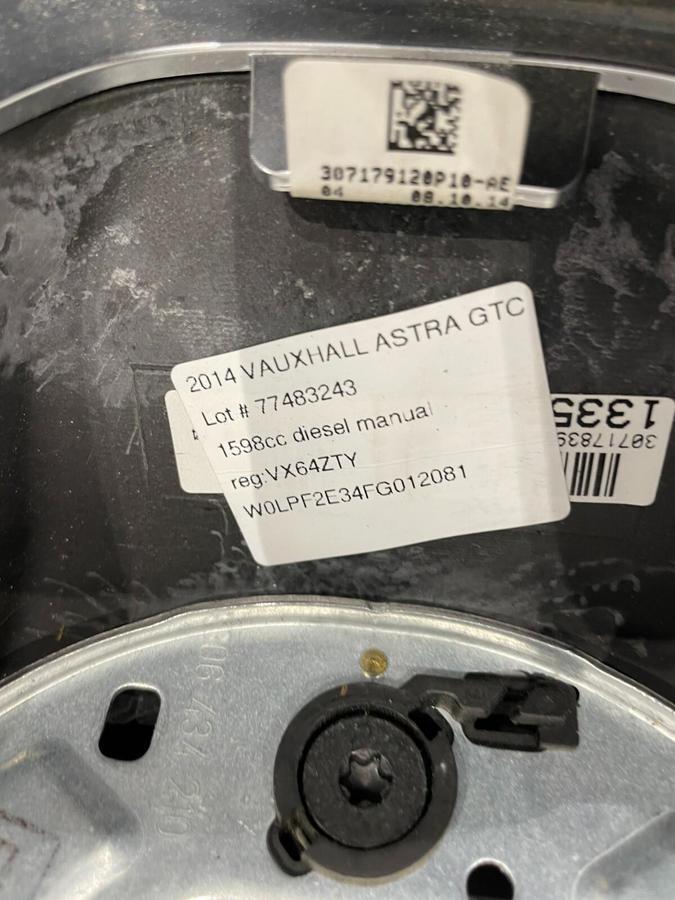 307179120P10-AE
04 08.10.14
2014 VAUXHALL ASTRA GTC
Lot # 77483243
1598cc diesel manual
reg:VX64ZTY
W0LPF2E34FG012081
1335
30717839